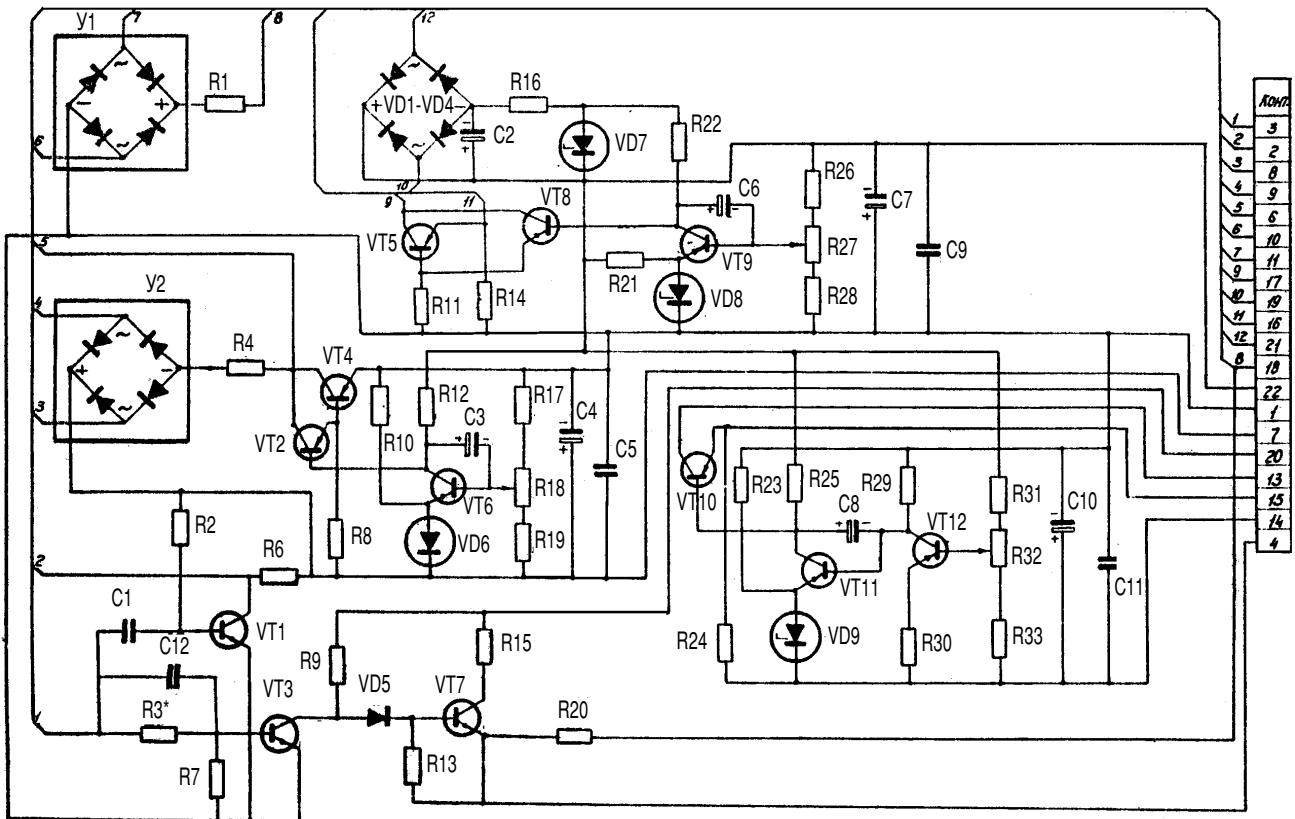 У1
7
8
R1
6
12
~
+VD1-VD4-
C2
R16
VD7
R22
10
9
11
VT8
VT5
R11
R14
C6
VT9
R21
VD8
R26
R27
R28
C7
C9
~
-
+
~
5
4
У2
~
+
-
~
3
R4
VT4
VT2
R10
R12
C3
VT6
VD6
R17
R18
R19
C4
C5
R8
R2
R6
2
C1
VT1
C12
1
R3*
R7
VT3
R9
VD5
VT7
R13
R15
R20
VT10
R23
R24
R25
C8
R29
VT11
VT12
VD9
R30
R31
R32
R33
C10
C11
Конт.
1 3
2 2
3 8
4 9
5 6
6 10
7 11
9 17
10 19
11 16
12 21
8 18
22
1
7
20
13
15
14
4